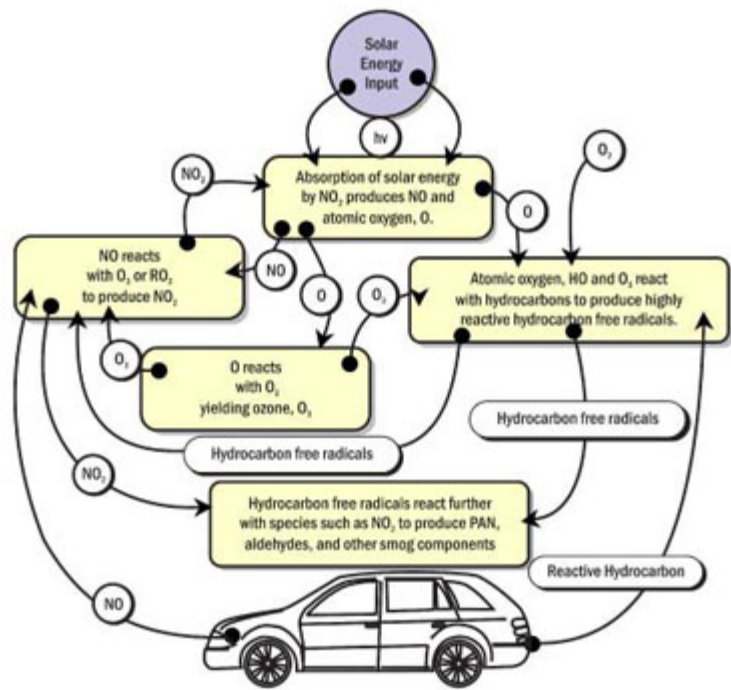 Solar
Energy
Input
hv
NO₂
O₃
Absorption of solar energy
by NO₂ produces NO and
atomic oxygen, O.
O
NO reacts
with O₃ or RO₂
to produce NO₂
NO
O
O₃
Atomic oxygen, HO and O₃ react
with hydrocarbons to produce highly
reactive hydrocarbon free radicals.
O₃
O reacts
with O₂
yielding ozone, O₃
Hydrocarbon free radicals
Hydrocarbon free radicals
NO₂
Hydrocarbon free radicals react further
with species such as NO₂ to produce PAN,
aldehydes, and other smog components
Reactive Hydrocarbon
NO